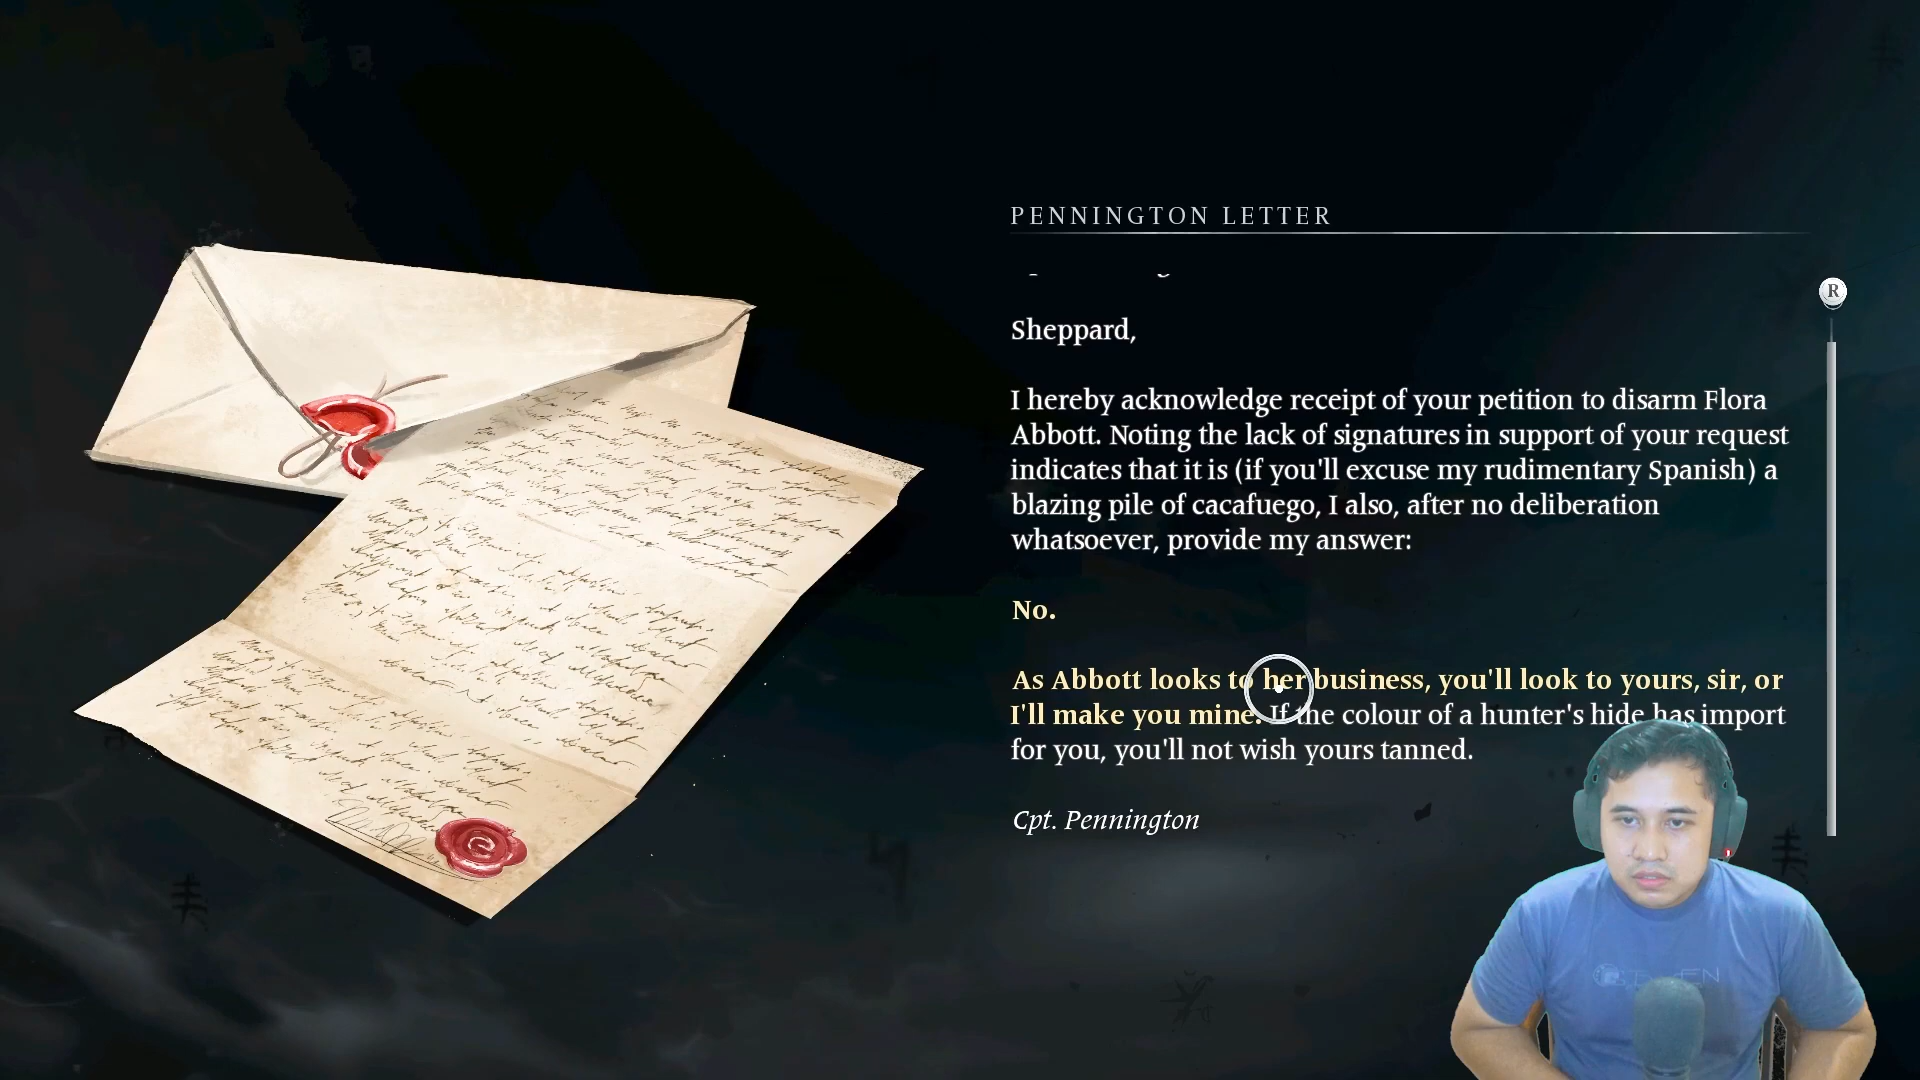 PENNINGTON LETTER
R
Sheppard,
I hereby acknowledge receipt of your petition to disarm Flora
Abbott. Noting the lack of signatures in support of your request
indicates that it is (if you'll excuse my rudimentary Spanish) a
blazing pile of cacafuego, I also, after no deliberation
whatsoever, provide my answer:
No.
As Abbott looks to her business, you'll look to yours, sir, or
I'll make you mine. If the colour of a hunter's hide has import
for you, you'll not wish yours tanned.
Cpt. Pennington